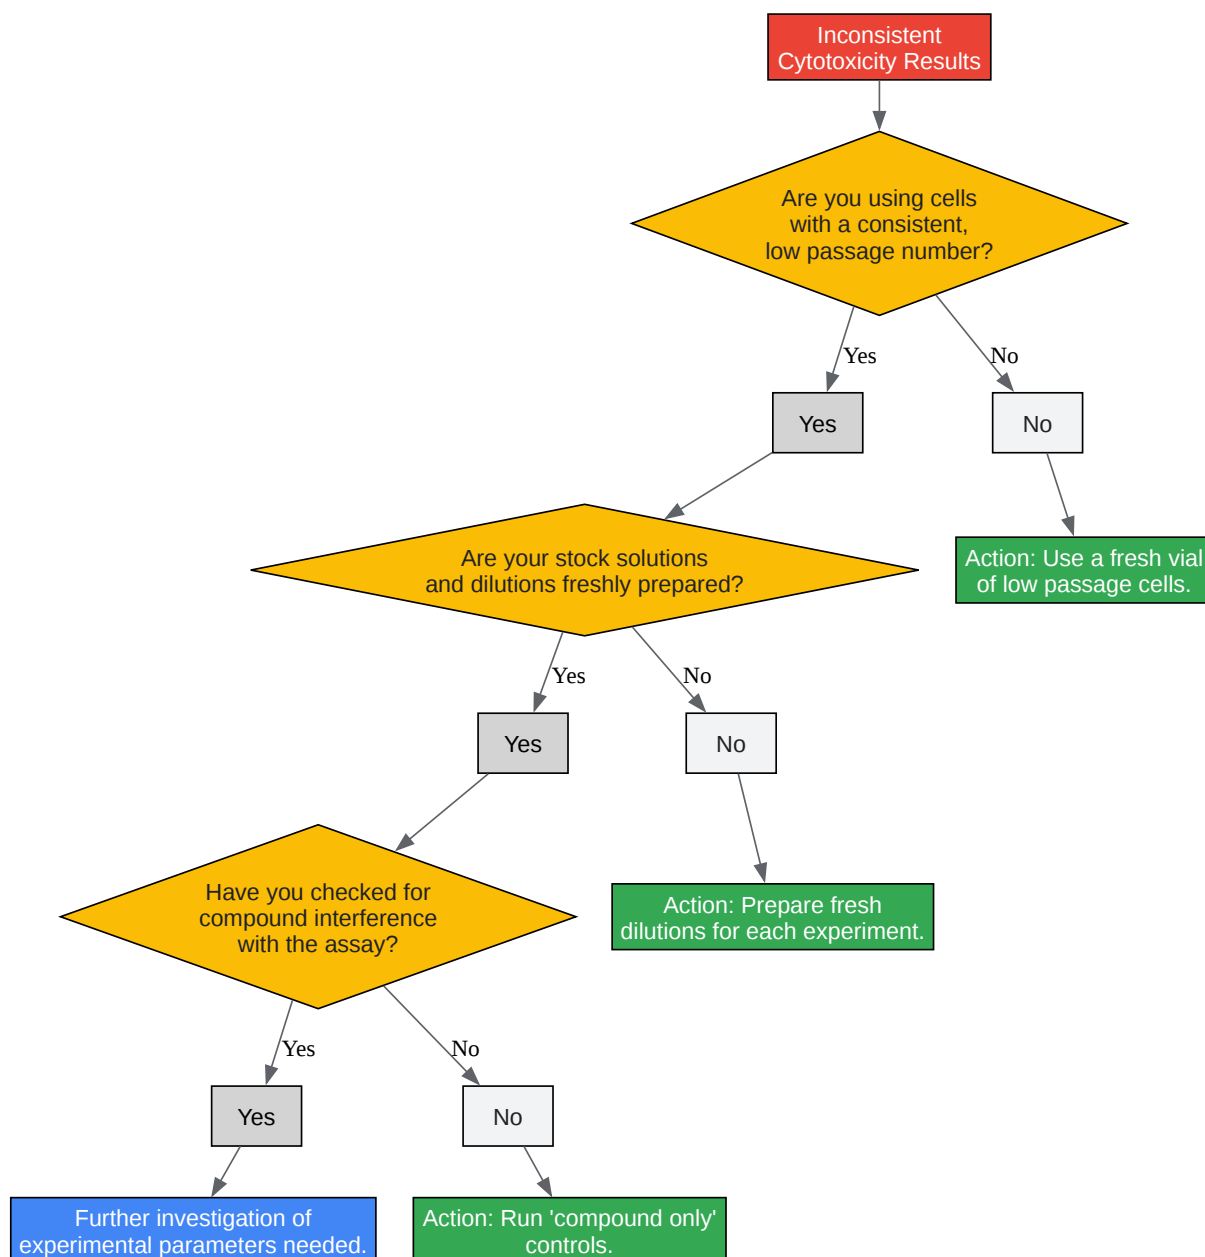 Inconsistent
Cytotoxicity Results
Are you using cells
with a consistent,
low passage number?
Yes
No
Yes
No
Are your stock solutions
and dilutions freshly prepared?
Action: Use a fresh vial
of low passage cells.
Yes
No
Yes
No
Have you checked for
compound interference
with the assay?
Action: Prepare fresh
dilutions for each experiment.
Yes
No
Yes
No
Further investigation of
experimental parameters needed.
Action: Run 'compound only'
controls.